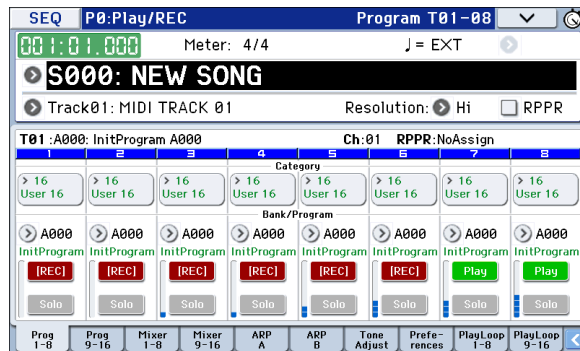 SEQ P0:Play/REC Program T01-08
001:01.000 Meter: 4/4 ♩= EXT
S000: NEW SONG
Track01: MIDI TRACK 01 Resolution: Hi RPPR
T01 :A000: InitProgram A000 Ch:01 RPPR:NoAssign
1 2 3 4 5 6 7 8
Category
> 16 > 16 > 16 > 16 > 16 > 16 > 16 > 16
User 16 User 16 User 16 User 16 User 16 User 16 User 16 User 16
Bank/Program
A000 A000 A000 A000 A000 A000 A000 A000
InitProgram InitProgram InitProgram InitProgram InitProgram InitProgram InitProgram InitProgram
[REC] [REC] [REC] [REC] [REC] [REC] Play Play
Solo Solo Solo Solo Solo Solo Solo Solo
Prog 1-8 Prog 9-16 Mixer 1-8 Mixer 9-16 ARP A ARP B Tone Adjust Prefe-rences PlayLoop 1-8 PlayLoop 9-16